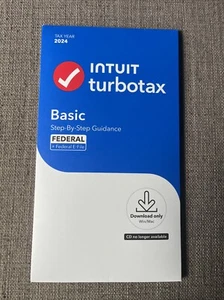 TAX YEAR
2024
INTUIT
turbotax
Basic
Step-By-Step Guidance
FEDERAL
+ Federal E-File
Download only
Win/Mac
CD no longer available